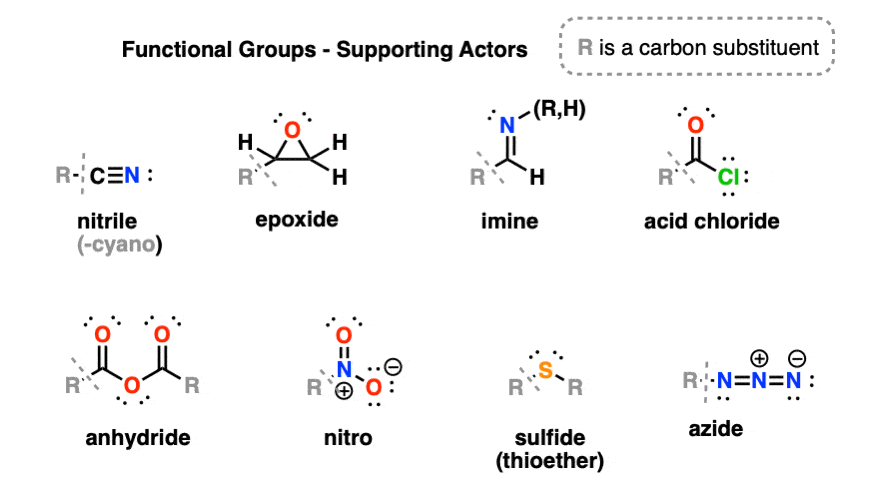 Functional Groups - Supporting Actors
R is a carbon substituent
R C≡N :
nitrile
(-cyano)
H O H
R H
epoxide
N (R,H)
R H
imine
O
R Cl
acid chloride
O O
R O R
anhydride
O
R N ⊕ O ⊖
nitro
S
R R
sulfide
(thioether)
⊕ ⊖
R N=N=N :
azide